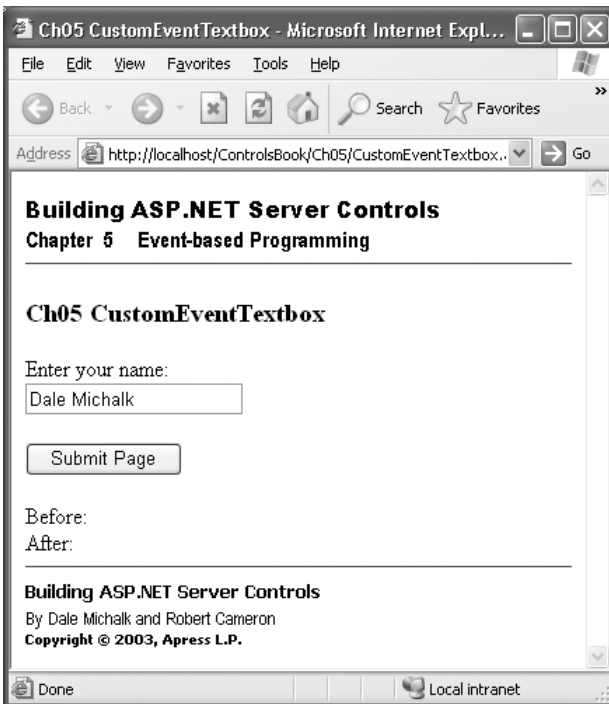 Ch05 CustomEventTextbox - Microsoft Internet Expl...
File Edit View Favorites Tools Help
Back Search Favorites »
Address http://localhost/ControlsBook/Ch05/CustomEventTextbox.. Go
Building ASP.NET Server Controls
Chapter 5 Event-based Programming
Ch05 CustomEventTextbox
Enter your name:
Dale Michalk
Submit Page
Before:
After:
Building ASP.NET Server Controls
By Dale Michalk and Robert Cameron
Copyright © 2003, Apress L.P.
Done Local intranet